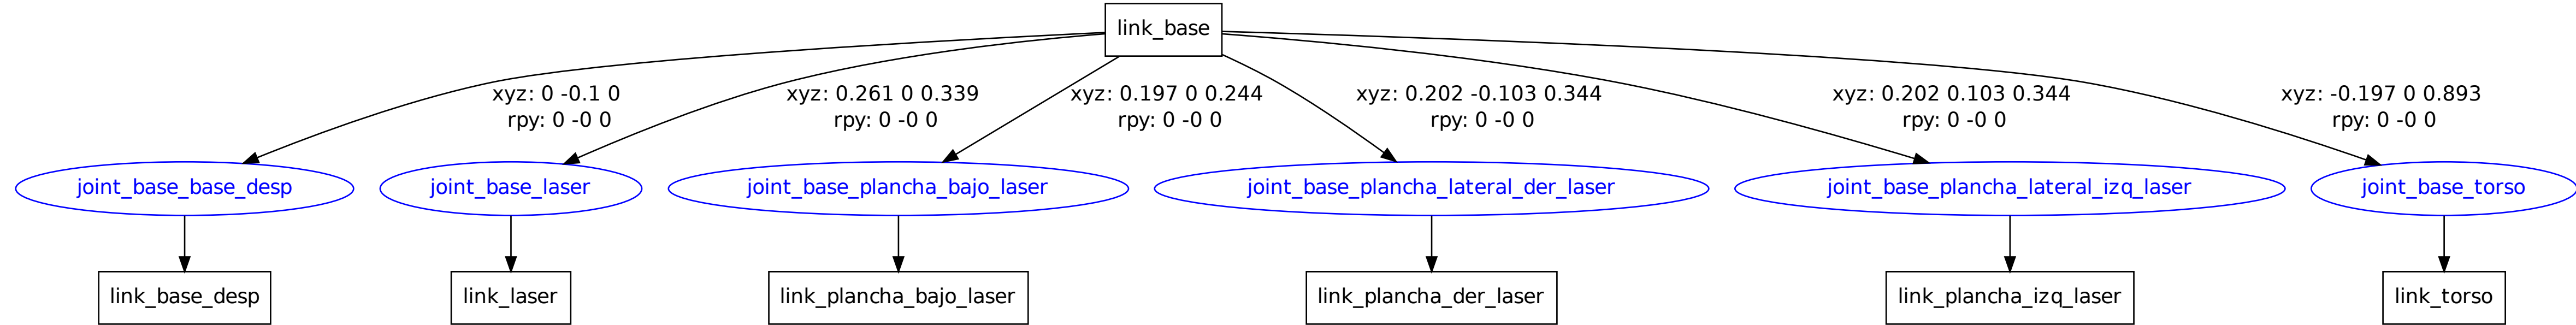 link_base
xyz: 0 -0.1 0
rpy: 0 -0 0
xyz: 0.261 0 0.339
rpy: 0 -0 0
xyz: 0.197 0 0.244
rpy: 0 -0 0
xyz: 0.202 -0.103 0.344
rpy: 0 -0 0
xyz: 0.202 0.103 0.344
rpy: 0 -0 0
xyz: -0.197 0 0.893
rpy: 0 -0 0
joint_base_base_desp
joint_base_laser
joint_base_plancha_bajo_laser
joint_base_plancha_lateral_der_laser
joint_base_plancha_lateral_izq_laser
joint_base_torso
link_base_desp
link_laser
link_plancha_bajo_laser
link_plancha_der_laser
link_plancha_izq_laser
link_torso